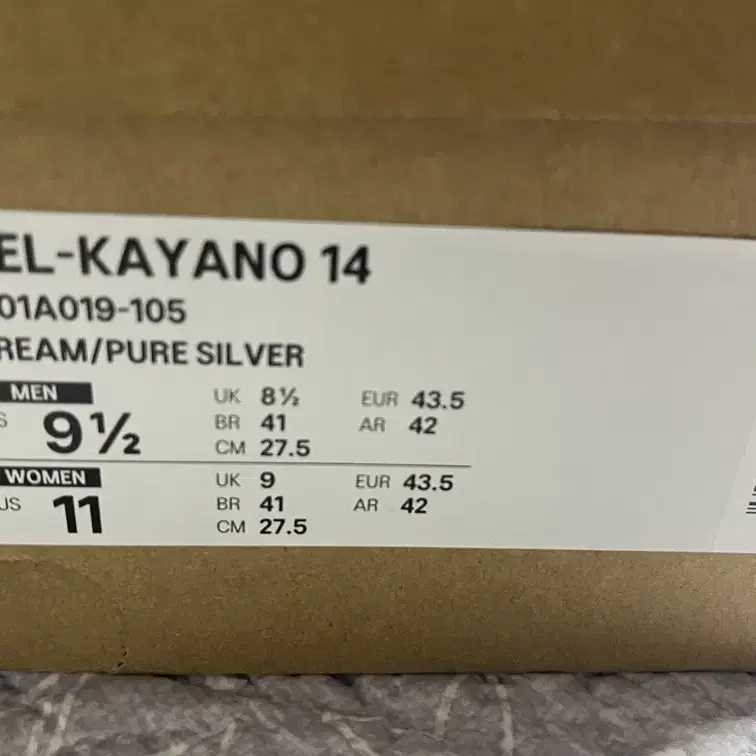 EL-KAYANO 14
01A019-105
REAM/PURE SILVER
MEN
S 9½
UK 8½ EUR 43.5
BR 41 AR 42
CM 27.5
WOMEN
US 11
UK 9 EUR 43.5
BR 41 AR 42
CM 27.5